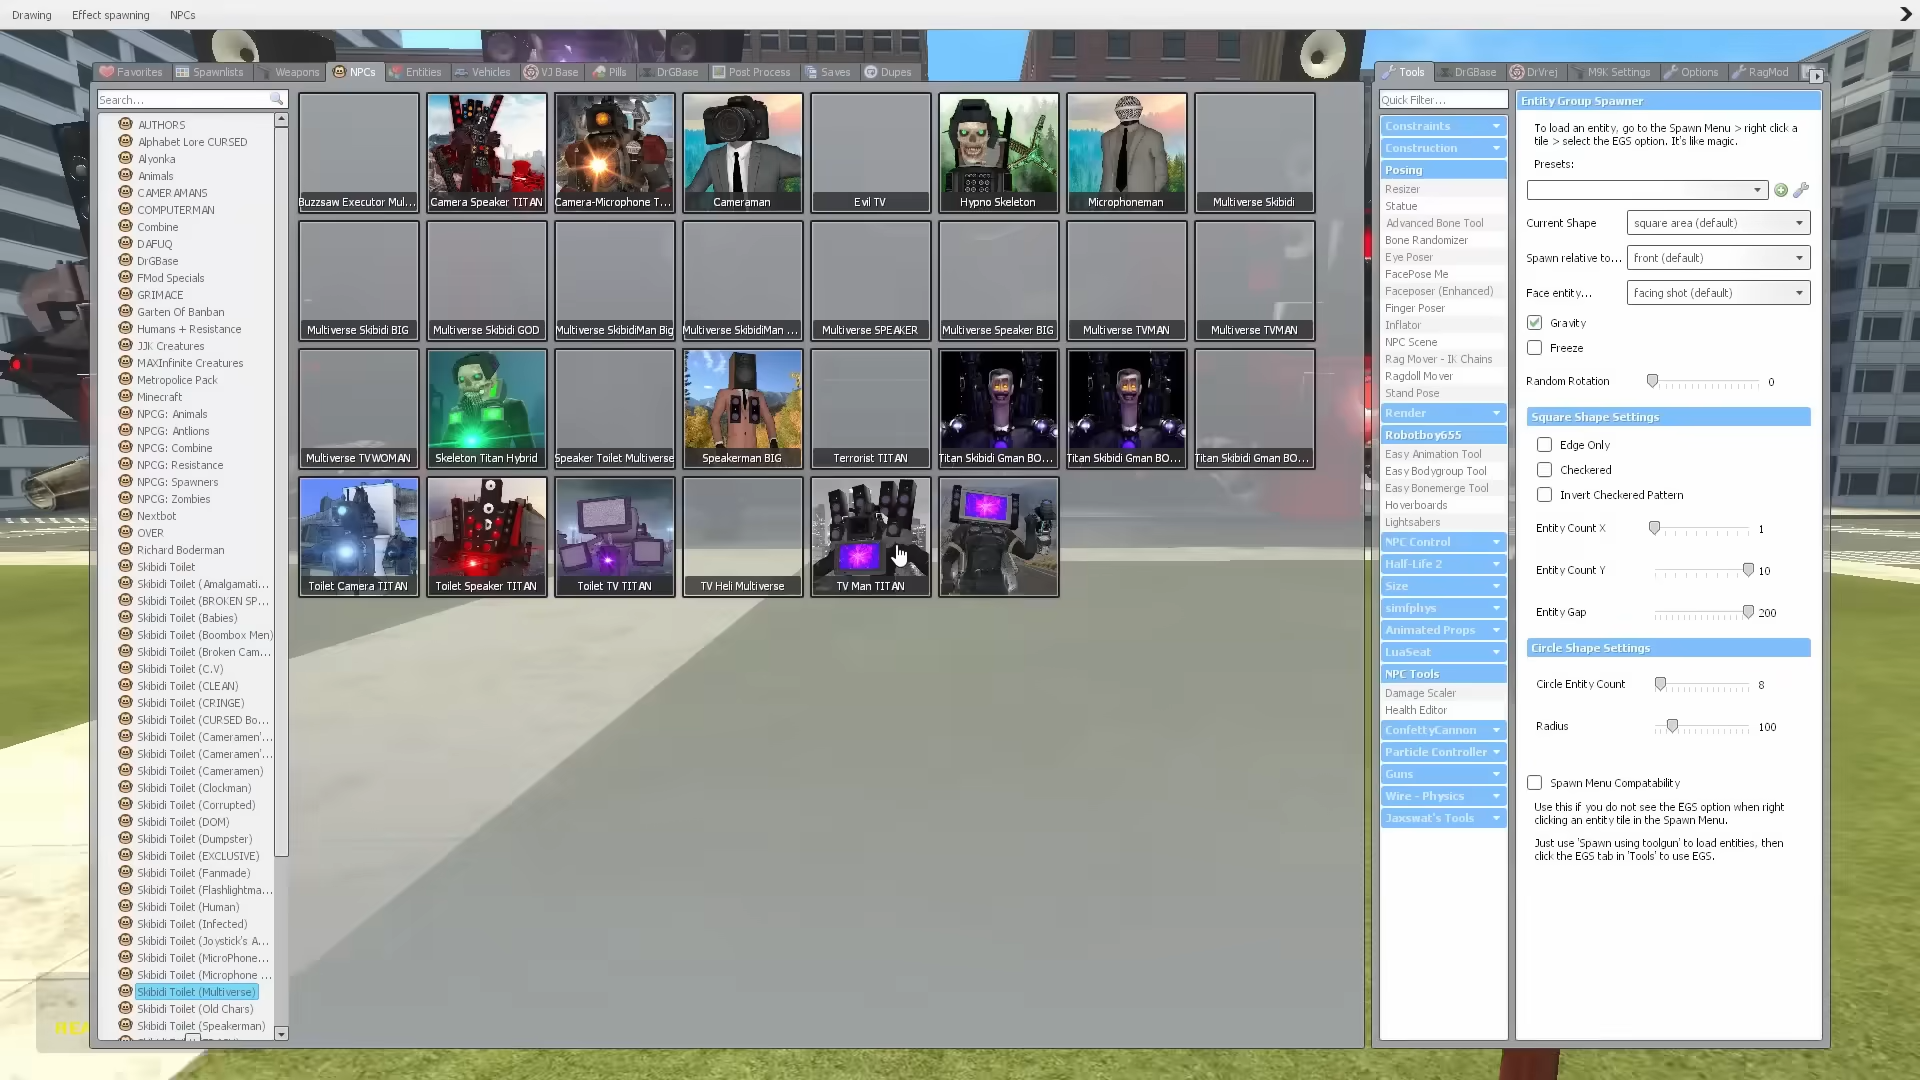 Drawing
Effect spawning
NPCs
Favorites
Spawnlists
Weapons
NPCs
Entities
Vehicles
VJ Base
Pills
DrGBase
Post Process
Saves
Dupes
Search...
AUTHORS
Alphabet Lore CURSED
Alyonka
Animals
CAMERAMANS
COMPUTERMAN
Combine
DAFUQ
DrGBase
FMod Specials
GRIMACE
Garten Of Banban
Humans + Resistance
JJK Creatures
MAXInfinite Creatures
Metropolice Pack
Minecraft
NPCG: Animals
NPCG: Antlions
NPCG: Combine
NPCG: Resistance
NPCG: Spawners
NPCG: Zombies
Nextbot
OVER
Richard Boderman
Skibidi Toilet
Skibidi Toilet (Amalgamati...
Skibidi Toilet (BROKEN SP...
Skibidi Toilet (Babies)
Skibidi Toilet (Boombox Men)
Skibidi Toilet (Broken Cam...
Skibidi Toilet (C.V)
Skibidi Toilet (CLEAN)
Skibidi Toilet (CRINGE)
Skibidi Toilet (CURSED Bo...
Skibidi Toilet (Cameramen'...
Skibidi Toilet (Cameramen'...
Skibidi Toilet (Cameramen)
Skibidi Toilet (Clockman)
Skibidi Toilet (Corrupted)
Skibidi Toilet (DOM)
Skibidi Toilet (Dumpster)
Skibidi Toilet (EXCLUSIVE)
Skibidi Toilet (Fanmade)
Skibidi Toilet (Flashlightma...
Skibidi Toilet (Human)
Skibidi Toilet (Infected)
Skibidi Toilet (Joystick's A...
Skibidi Toilet (MicroPhone...
Skibidi Toilet (Microphone ...
Skibidi Toilet (Multiverse)
Skibidi Toilet (Old Chars)
Skibidi Toilet (Speakerman)
Buzzsaw Executor Mul...
Camera Speaker TITAN
Camera-Microphone T...
Cameraman
Evil TV
Hypno Skeleton
Microphoneman
Multiverse Skibidi
Multiverse Skibidi BIG
Multiverse Skibidi GOD
Multiverse SkibidiMan Big
Multiverse SkibidiMan ...
Multiverse SPEAKER
Multiverse Speaker BIG
Multiverse TVMAN
Multiverse TVMAN
Multiverse TVWOMAN
Skeleton Titan Hybrid
Speaker Toilet Multiverse
Speakerman BIG
Terrorist TITAN
Titan Skibidi Gman BO...
Titan Skibidi Gman BO...
Titan Skibidi Gman BO...
Toilet Camera TITAN
Toilet Speaker TITAN
Toilet TV TITAN
TV Heli Multiverse
TV Man TITAN
Tools
DrGBase
DrVrej
M9K Settings
Options
RagMod
Quick Filter...
Constraints
Construction
Posing
Resizer
Statue
Advanced Bone Tool
Bone Randomizer
Eye Poser
FacePose Me
Faceposer (Enhanced)
Finger Poser
Inflator
NPC Scene
Rag Mover - IK Chains
Ragdoll Mover
Stand Pose
Render
Robotboy655
Easy Animation Tool
Easy Bodygroup Tool
Easy Bonemerge Tool
Hoverboards
Lightsabers
NPC Control
Half-Life 2
Size
simfphys
Animated Props
LuaSeat
NPC Tools
Damage Scaler
Health Editor
ConfettyCannon
Particle Controller
Guns
Wire - Physics
Jaxswat's Tools
Entity Group Spawner
To load an entity, go to the Spawn Menu > right click a
tile > select the EGS option. It's like magic.
Presets:
Current Shape
square area (default)
Spawn relative to...
front (default)
Face entity...
facing shot (default)
Gravity
Freeze
Random Rotation
0
Square Shape Settings
Edge Only
Checkered
Invert Checkered Pattern
Entity Count X
1
Entity Count Y
10
Entity Gap
200
Circle Shape Settings
Circle Entity Count
8
Radius
100
Spawn Menu Compatability
Use this if you do not see the EGS option when right
clicking an entity tile in the Spawn Menu.
Just use 'Spawn using toolgun' to load entities, then
click the EGS tab in 'Tools' to use EGS.